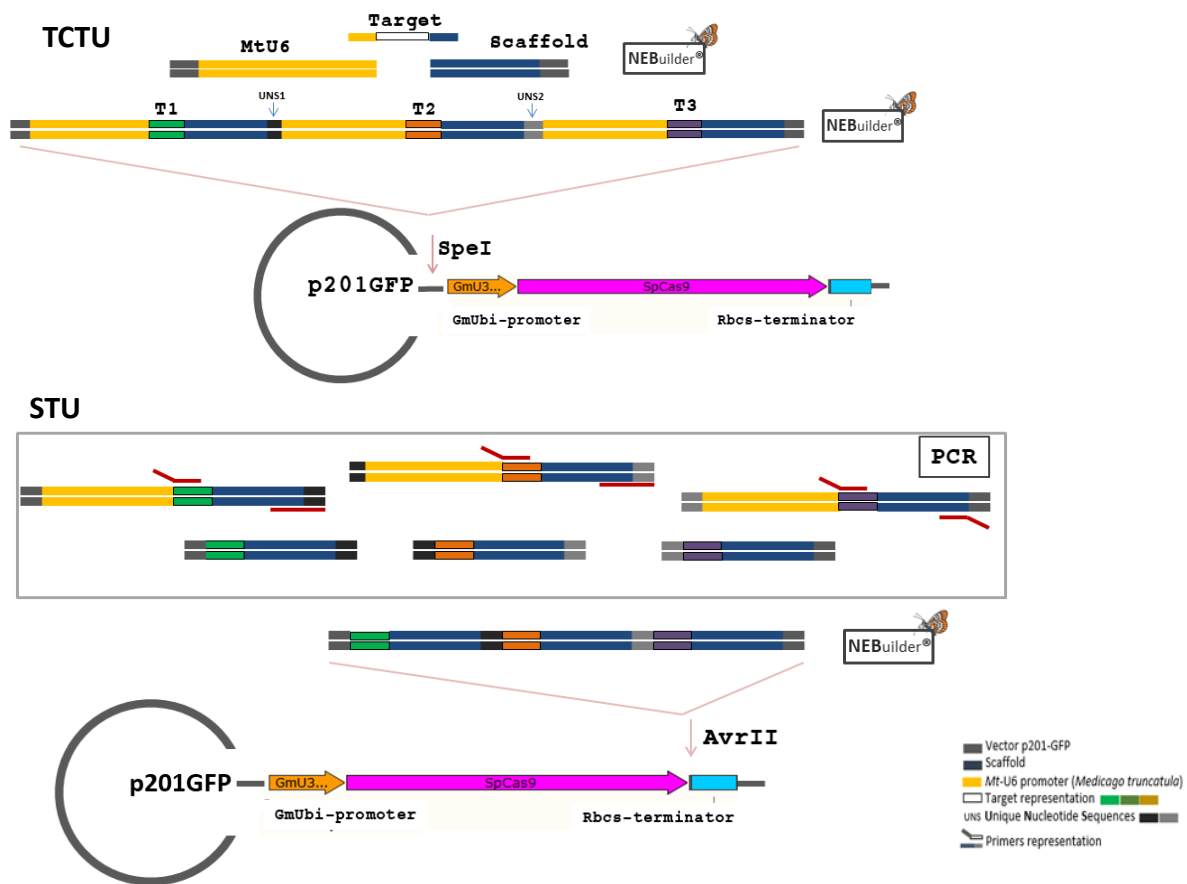 TCTU
Target
MtU6
Scaffold
NEBuilder®
UNS1
UNS2
T1
T2
T3
NEBuilder®
SpeI
p201GFP
GmU3...
SpCas9
GmUbi-promoter
Rbcs-terminator
STU
PCR
NEBuilder®
AvrII
p201GFP
GmU3...
SpCas9
GmUbi-promoter
Rbcs-terminator
Vector p201-GFP
Scaffold
Mt-U6 promoter (Medicago truncatula)
Target representation
UNS Unique Nucleotide Sequences
Primers representation